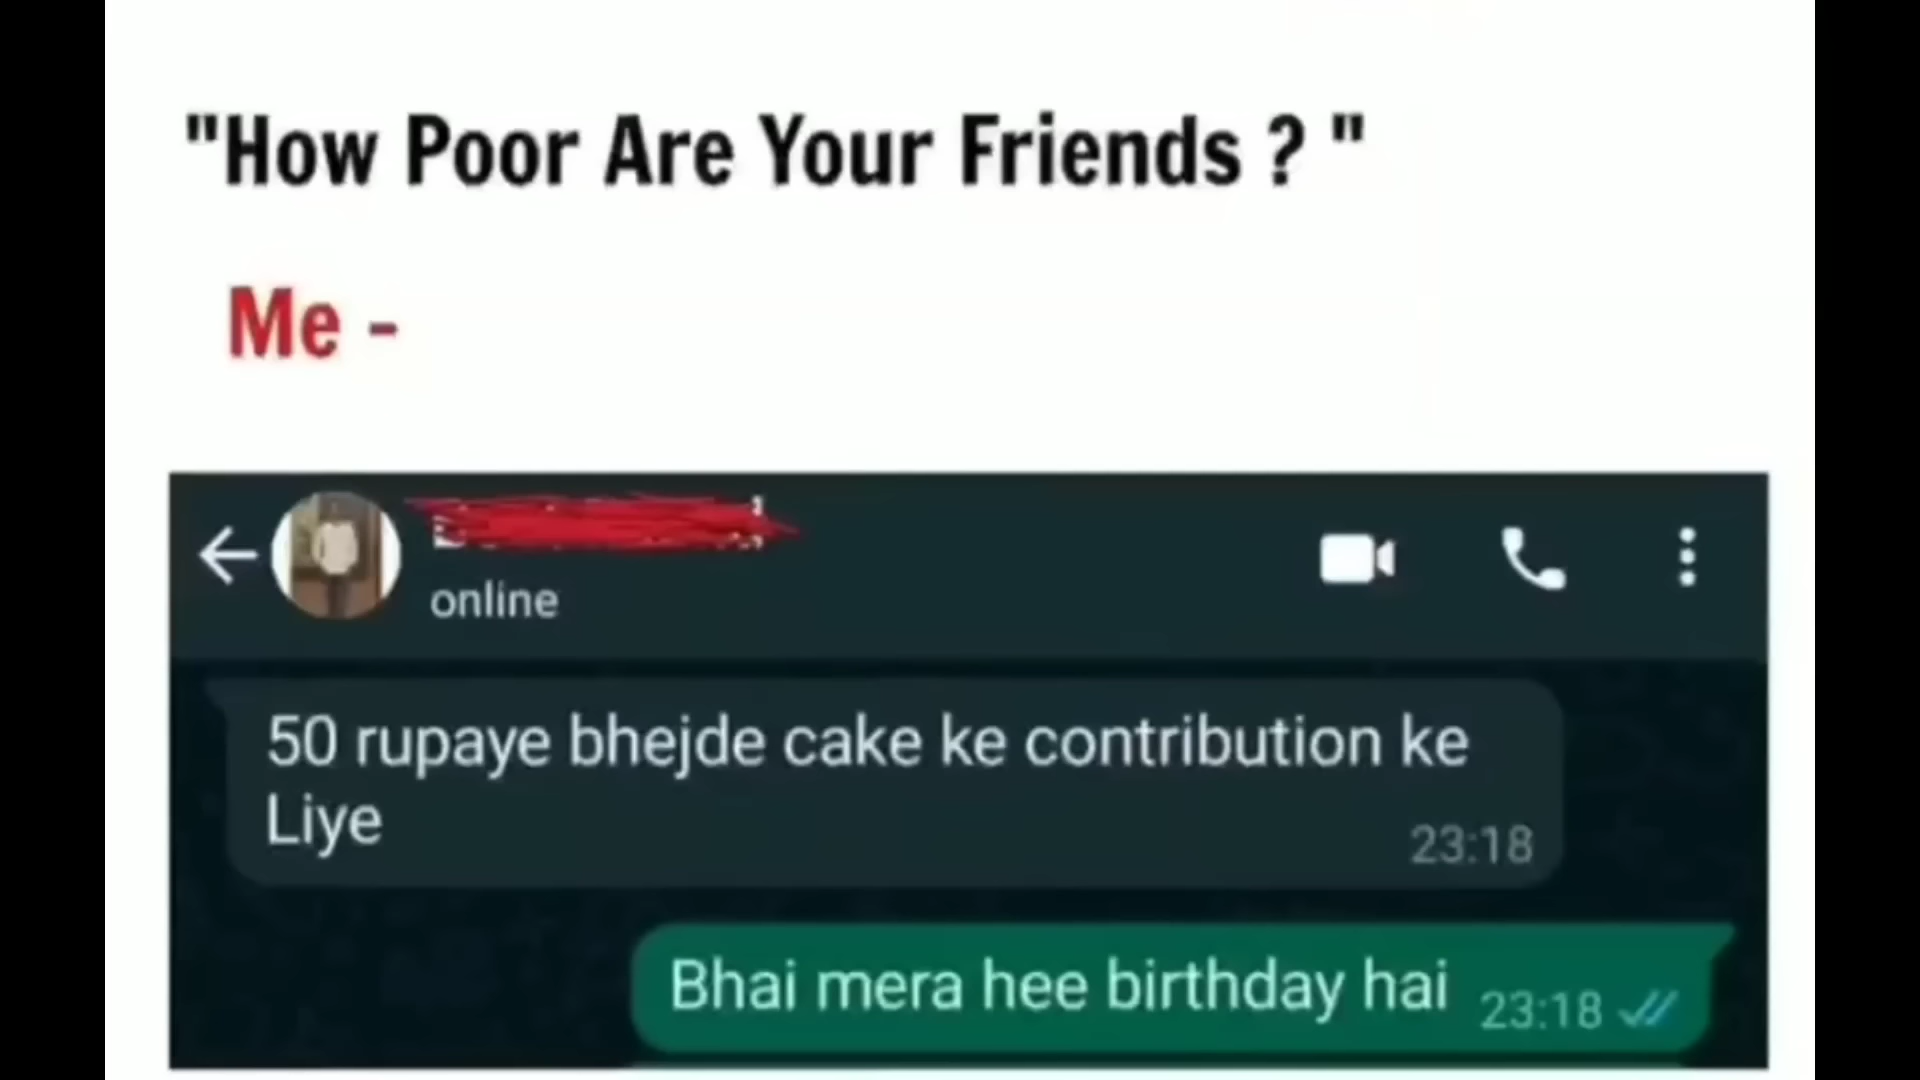 "How Poor Are Your Friends ? "
Me -
online
50 rupaye bhejde cake ke contribution ke
Liye
23:18
Bhai mera hee birthday hai
23:18